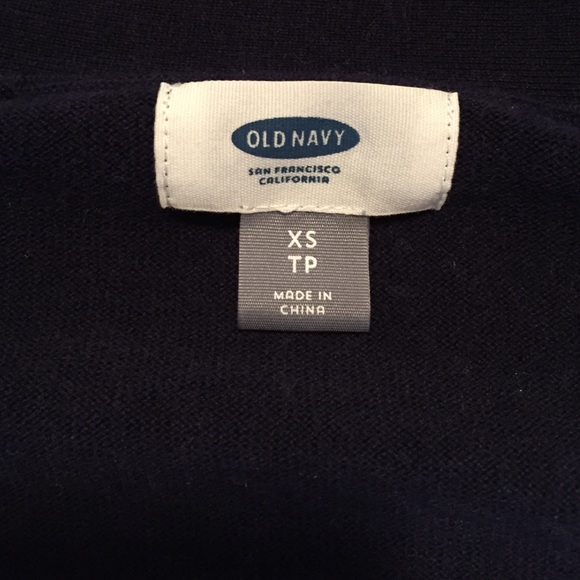 OLD NAVY
SAN FRANCISCO
CALIFORNIA
XS
TP
MADE IN
CHINA